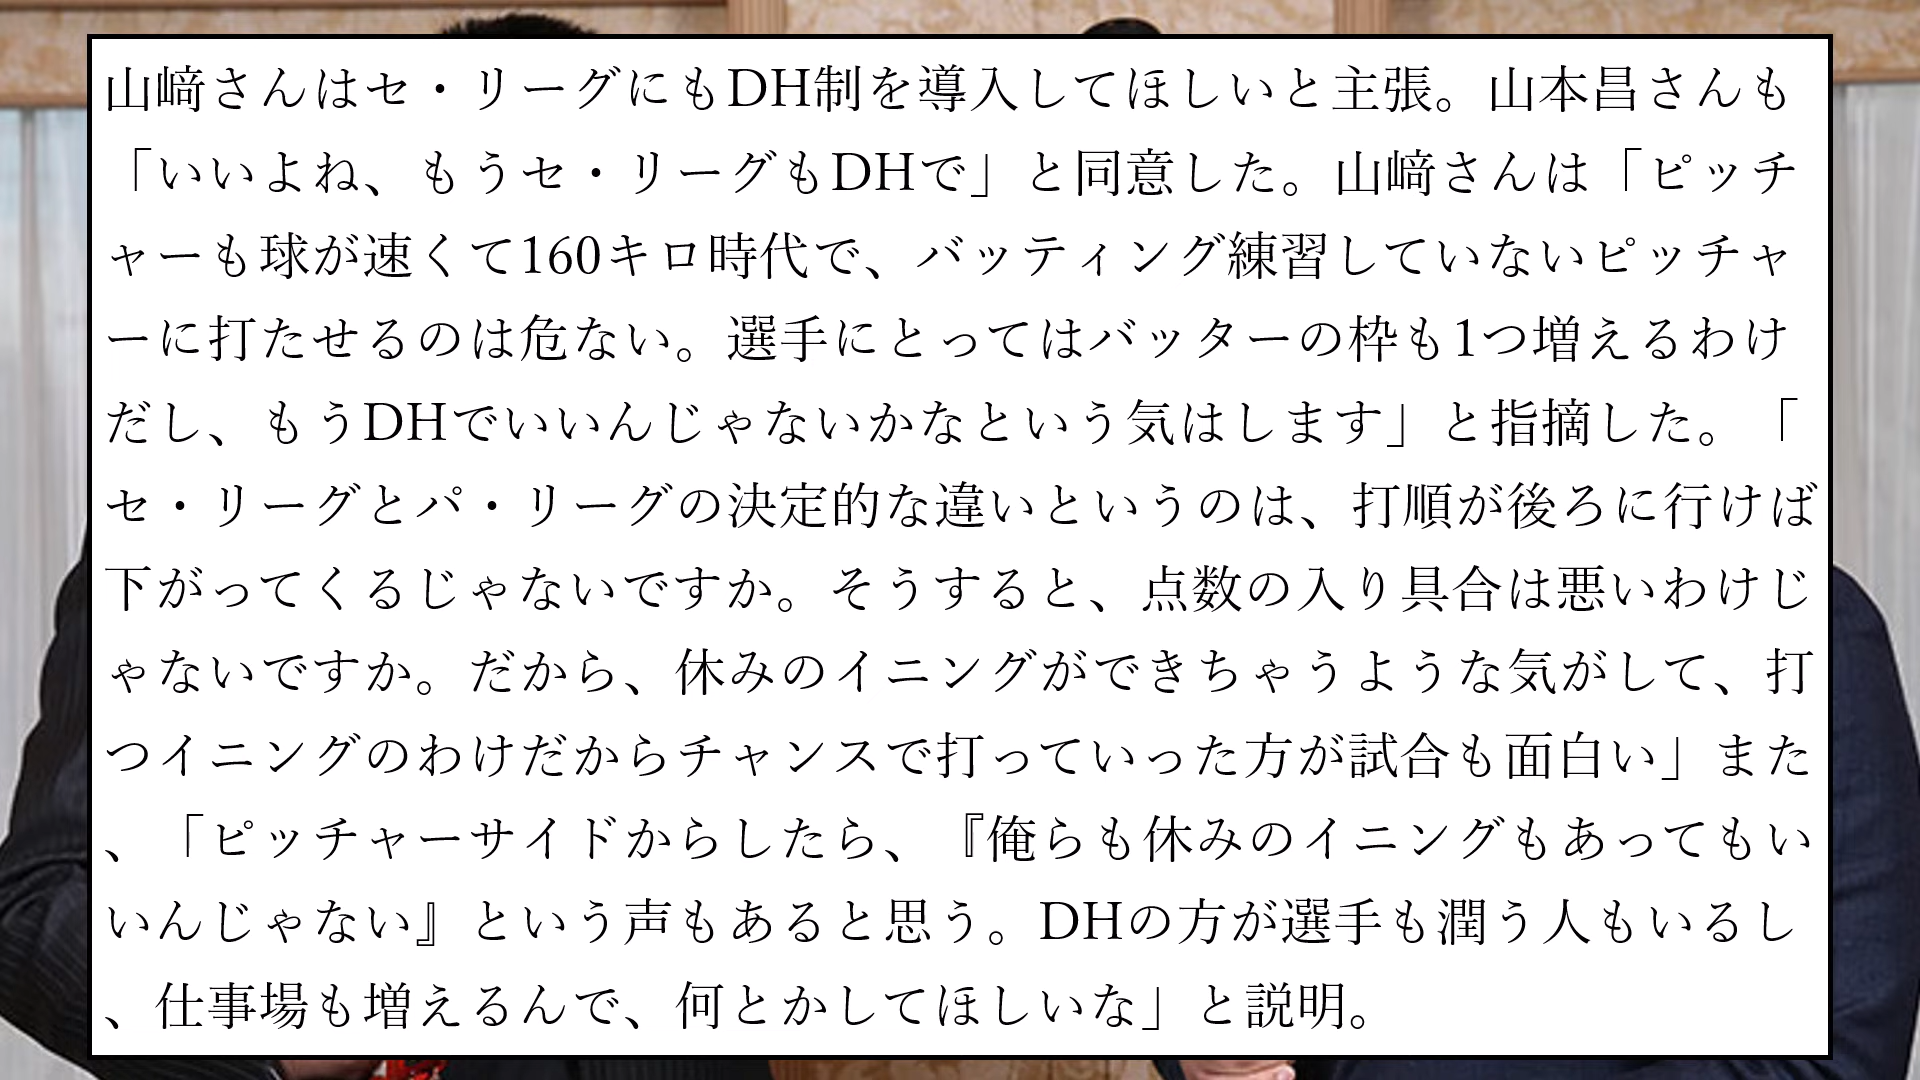 山﨑さんはセ・リーグにもDH制を導入してほしいと主張。山本昌さんも
「いいよね、もうセ・リーグもDHで」と同意した。山﨑さんは「ピッチ
ャーも球が速くて160キロ時代で、バッティング練習していないピッチャ
ーに打たせるのは危ない。選手にとってはバッターの枠も1つ増えるわけ
だし、もうDHでいいんじゃないかなという気はします」と指摘した。「
セ・リーグとパ・リーグの決定的な違いというのは、打順が後ろに行けば
下がってくるじゃないですか。そうすると、点数の入り具合は悪いわけじ
ゃないですか。だから、休みのイニングができちゃうような気がして、打
つイニングのわけだからチャンスで打っていった方が試合も面白い」また
、「ピッチャーサイドからしたら、『俺らも休みのイニングもあってもい
いんじゃない』という声もあると思う。DHの方が選手も潤う人もいるし
、仕事場も増えるんで、何とかしてほしいな」と説明。